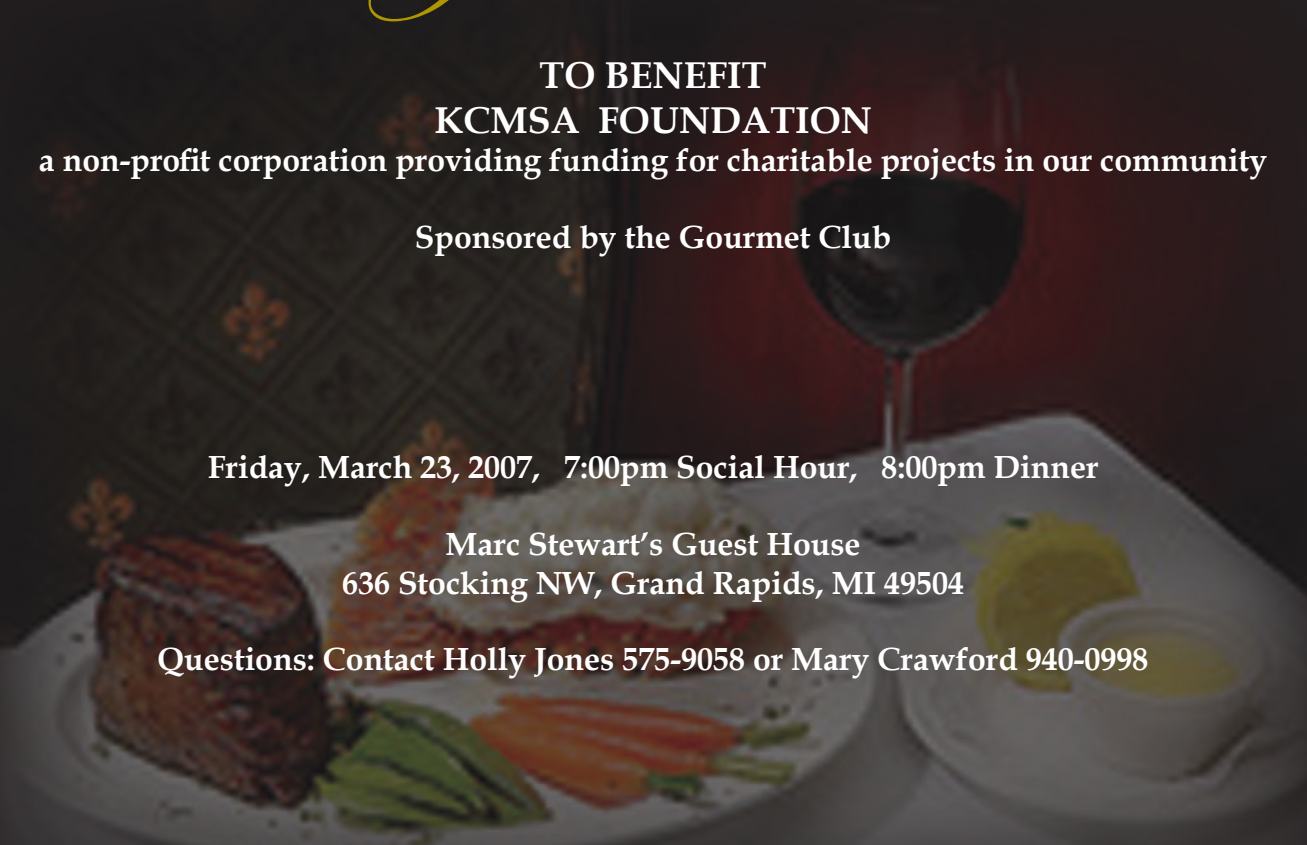 TO BENEFIT
KCMSA FOUNDATION
a non-profit corporation providing funding for charitable projects in our community
Sponsored by the Gourmet Club
Friday, March 23, 2007, 7:00pm Social Hour, 8:00pm Dinner
Marc Stewart's Guest House
636 Stocking NW, Grand Rapids, MI 49504
Questions: Contact Holly Jones 575-9058 or Mary Crawford 940-0998